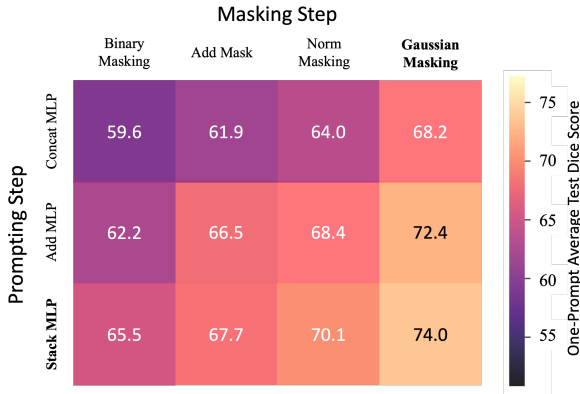 Masking Step
Binary Masking
Add Mask
Norm Masking
Gaussian Masking
Prompting Step
Concat MLP
59.6 61.9 64.0 68.2
Add MLP
62.2 66.5 68.4 72.4
Stack MLP
65.5 67.7 70.1 74.0
75
70
65
60
55
One-Prompt Average Test Dice Score